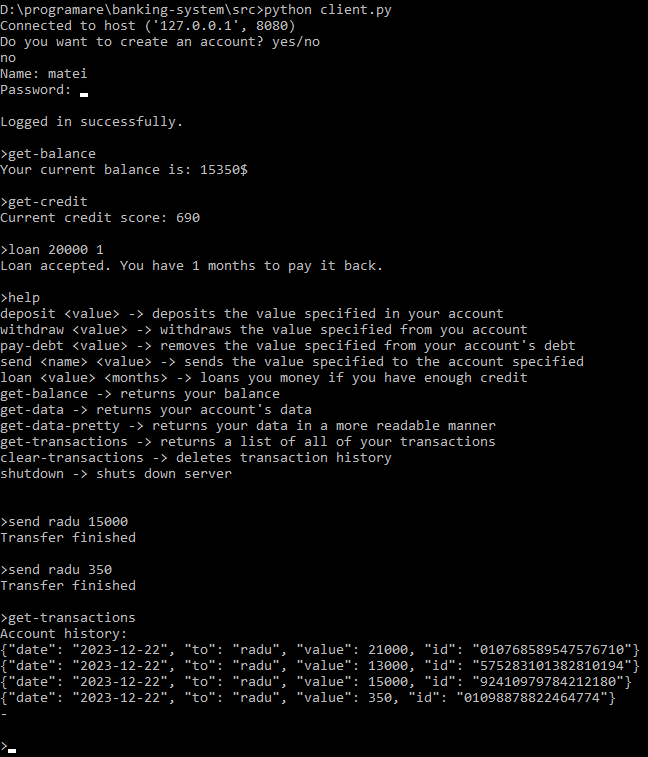 D:\programare\banking-system\src>python client.py
Connected to host ('127.0.0.1', 8080)
Do you want to create an account? yes/no
no
Name: matei
Password:
Logged in successfully.
>get-balance
Your current balance is: 15350$
>get-credit
Current credit score: 690
>loan 20000 1
Loan accepted. You have 1 months to pay it back.
>help
deposit <value> -> deposits the value specified in your account
withdraw <value> -> withdraws the value specified from you account
pay-debt <value> -> removes the value specified from your account's debt
send <name> <value> -> sends the value specified to the account specified
loan <value> <months> -> loans you money if you have enough credit
get-balance -> returns your balance
get-data -> returns your account's data
get-data-pretty -> returns your data in a more readable manner
get-transactions -> returns a list of all of your transactions
clear-transactions -> deletes transaction history
shutdown -> shuts down server
>send radu 15000
Transfer finished
>send radu 350
Transfer finished
>get-transactions
Account history:
{"date": "2023-12-22", "to": "radu", "value": 21000, "id": "010768589547576710"}
{"date": "2023-12-22", "to": "radu", "value": 13000, "id": "575283101382810194"}
{"date": "2023-12-22", "to": "radu", "value": 15000, "id": "92410979784212180"}
{"date": "2023-12-22", "to": "radu", "value": 350, "id": "01098878822464774"}
-
>